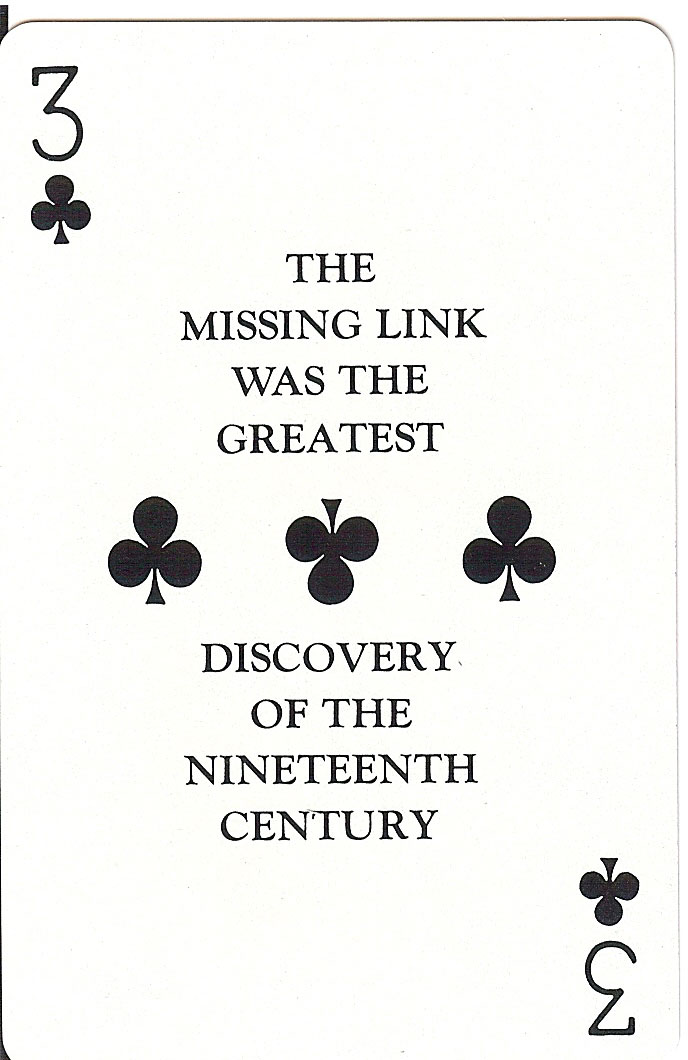 3
THE
MISSING LINK
WAS THE
GREATEST
DISCOVERY
OF THE
NINETEENTH
CENTURY
3